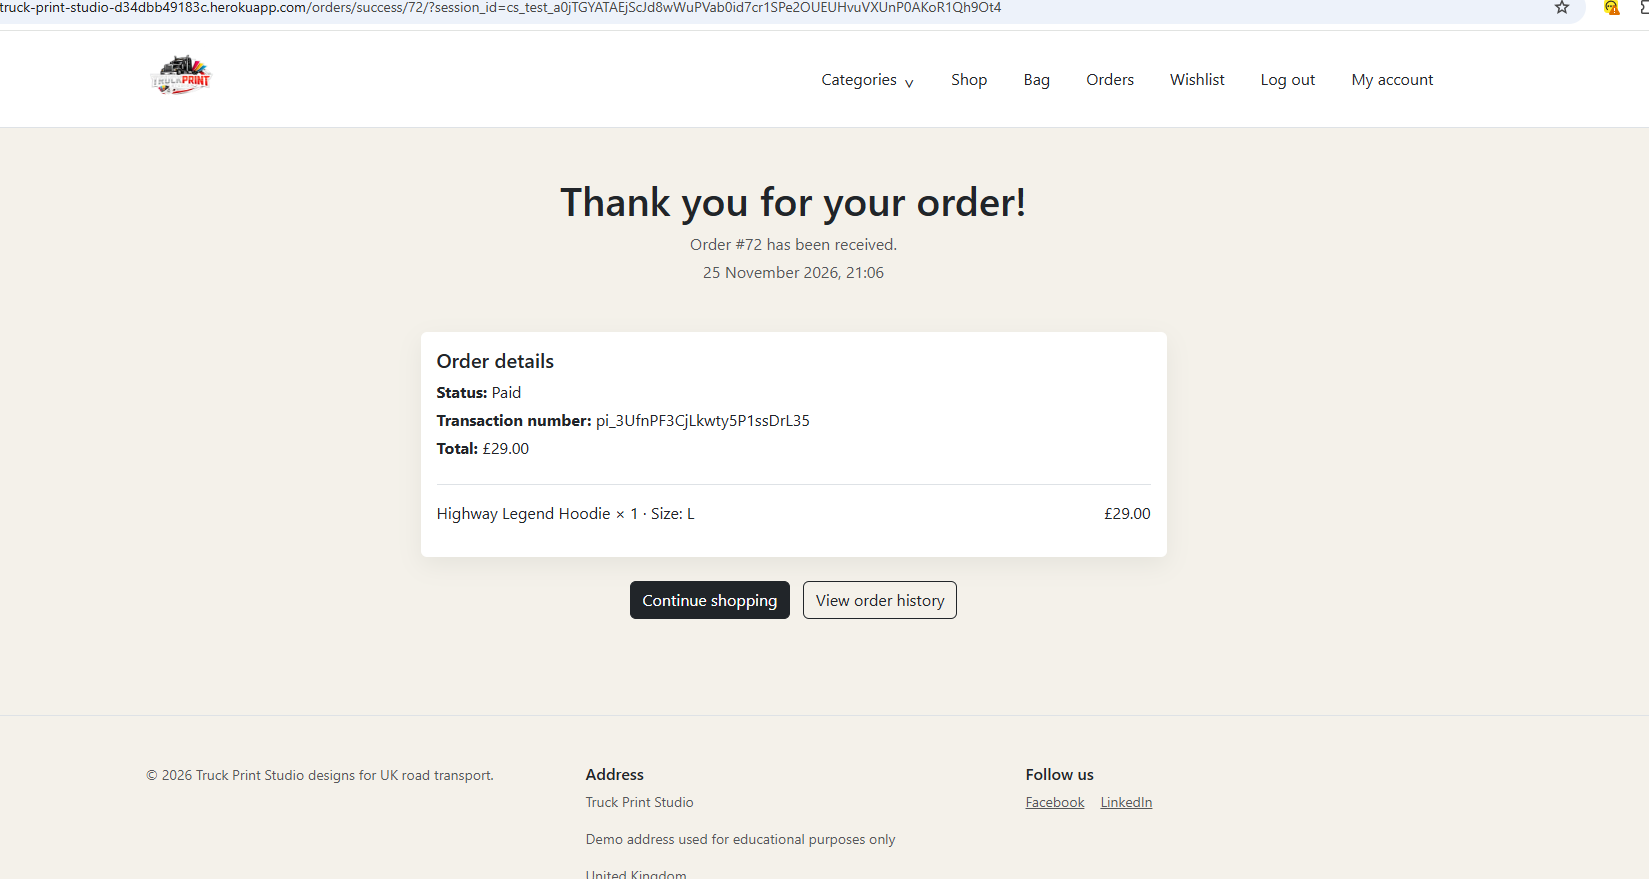 truck-print-studio-d34dbb49183c.herokuapp.com/orders/success/72/?session_id=cs_test_a0jTGYATAEjScJd8wWuPVab0id7cr1SPe2OUEUHvuVXUnP0AKoR1Qh9Ot4
TRUCKPRINT
Categories Shop Bag Orders Wishlist Log out My account
Thank you for your order!
Order #72 has been received.
25 November 2026, 21:06
Order details
Status: Paid
Transaction number: pi_3UfnPF3CjLkwty5P1ssDrL35
Total: £29.00
Highway Legend Hoodie × 1 · Size: L £29.00
Continue shopping View order history
© 2026 Truck Print Studio designs for UK road transport.
Address
Truck Print Studio
Demo address used for educational purposes only
United Kingdom
Follow us
Facebook LinkedIn